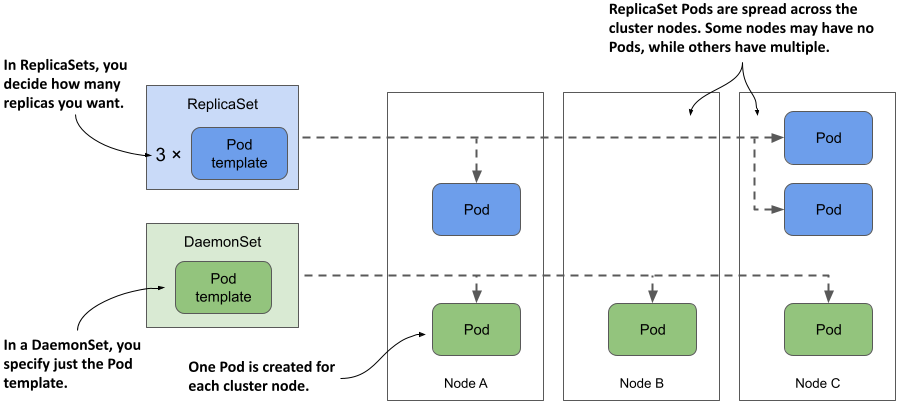 ReplicaSet Pods are spread across the
cluster nodes. Some nodes may have no
Pods, while others have multiple.
In ReplicaSets, you
decide how many
replicas you want.
ReplicaSet
3 ×
Pod
template
Pod
Pod
Pod
DaemonSet
Pod
template
In a DaemonSet, you
specify just the Pod
template.
One Pod is created for
each cluster node.
Pod
Pod
Pod
Node A
Node B
Node C